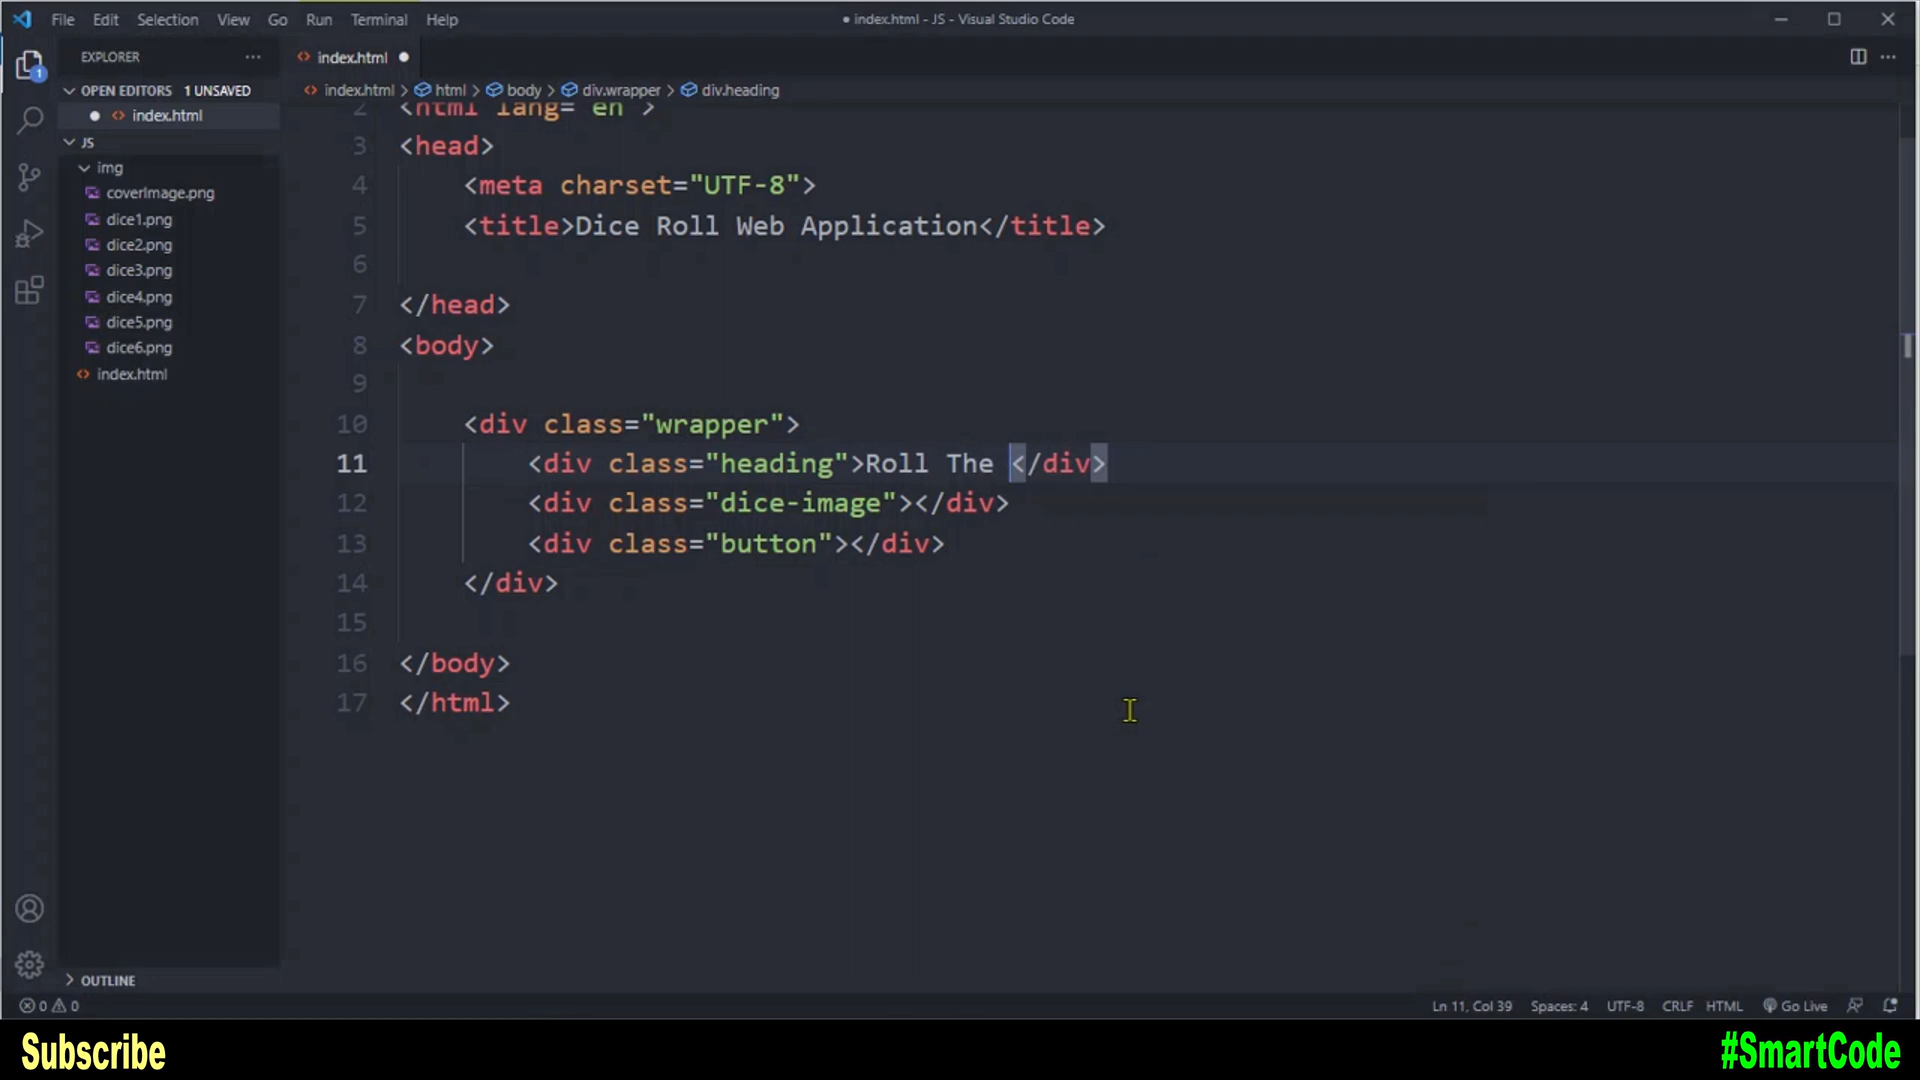 File Edit Selection View Go Run Terminal Help
● index.html - JS - Visual Studio Code
EXPLORER ···
index.html ●
OPEN EDITORS 1 UNSAVED
● index.html
JS
img
coverImage.png
dice1.png
dice2.png
dice3.png
dice4.png
dice5.png
dice6.png
index.html
OUTLINE
1
index.html > html > body > div.wrapper > div.heading
2 <html lang="en">
3 <head>
4 <meta charset="UTF-8">
5 <title>Dice Roll Web Application</title>
6
7 </head>
8 <body>
9
10 <div class="wrapper">
11 <div class="heading">Roll The </div>
12 <div class="dice-image"></div>
13 <div class="button"></div>
14 </div>
15
16 </body>
17 </html>
0 0
Ln 11, Col 39 Spaces: 4 UTF-8 CRLF HTML Go Live
Subscribe
#SmartCode